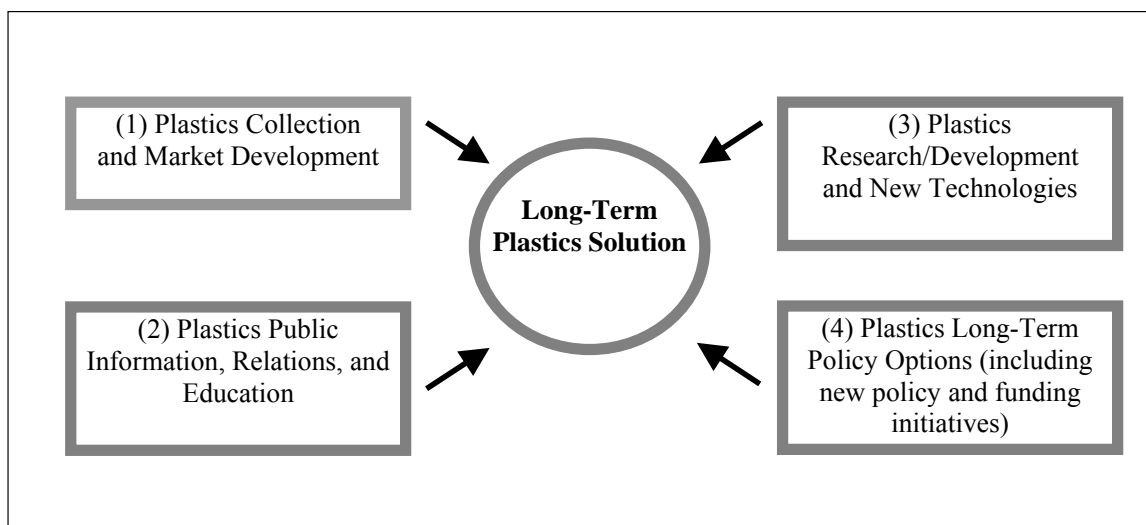 (1) Plastics Collection
and Market Development
(2) Plastics Public
Information, Relations, and
Education
Long-Term
Plastics Solution
(3) Plastics
Research/Development
and New Technologies
(4) Plastics Long-Term
Policy Options (including
new policy and funding
initiatives)